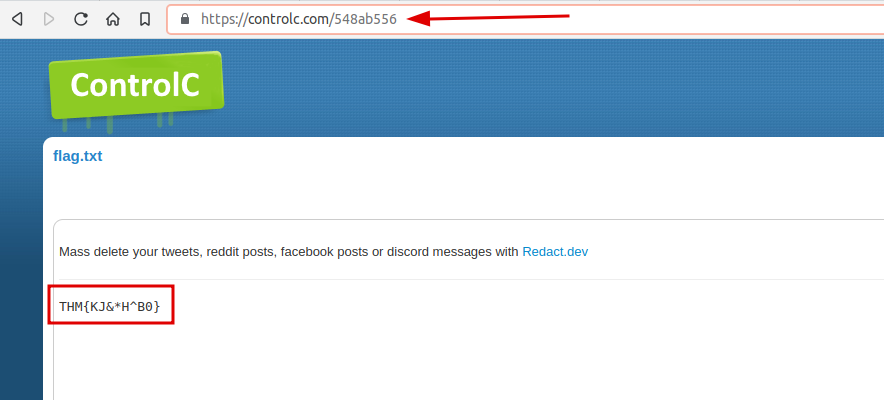 https://controlc.com/548ab556
ControlC
flag.txt
Mass delete your tweets, reddit posts, facebook posts or discord messages with Redact.dev
THM{KJ&*H^B0}